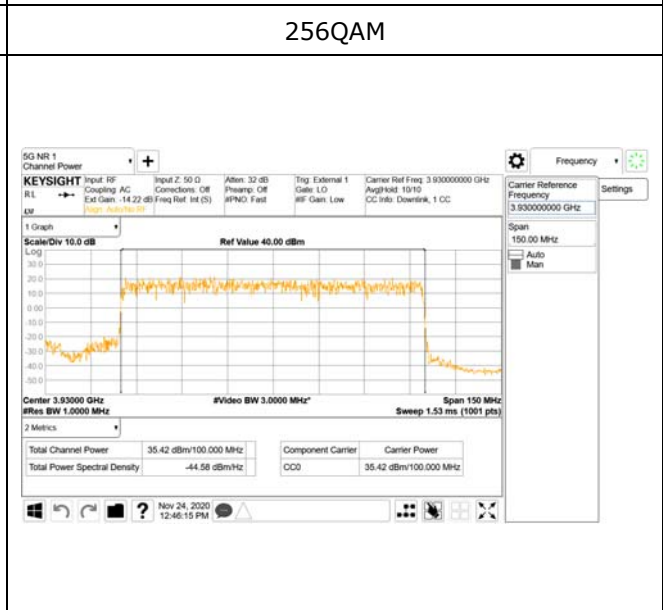 256QAM
5G NR 1
Channel Power
+
Frequency
KEYSIGHT
Input: RF
Input Z: 50 Ω
Atten: 32 dB
Trig: External 1
Carrier Ref Freq: 3.930000000 GHz
RL
Coupling: AC
Corrections: Off
Preamp: Off
Gate: LO
Avg|Hold: 10/10
Ext Gain: -14.22 dB
Freq Ref: Int (S)
#PNO: Fast
#IF Gain: Low
CC Info: Downlink, 1 CC
Align: Auto/No RF
Carrier Reference
Frequency
3.930000000 GHz
Settings
Span
150.00 MHz
Auto
Man
1 Graph
Scale/Div 10.0 dB
Ref Value 40.00 dBm
Log
30.0
20.0
10.0
0.00
-10.0
-20.0
-30.0
-40.0
-50.0
Center 3.93000 GHz
#Video BW 3.0000 MHz*
Span 150 MHz
#Res BW 1.0000 MHz
Sweep 1.53 ms (1001 pts)
2 Metrics
Total Channel Power 35.42 dBm/100.000 MHz
Component Carrier Carrier Power
Total Power Spectral Density -44.58 dBm/Hz
CC0 35.42 dBm/100.000 MHz
?
Nov 24, 2020
12:46:15 PM